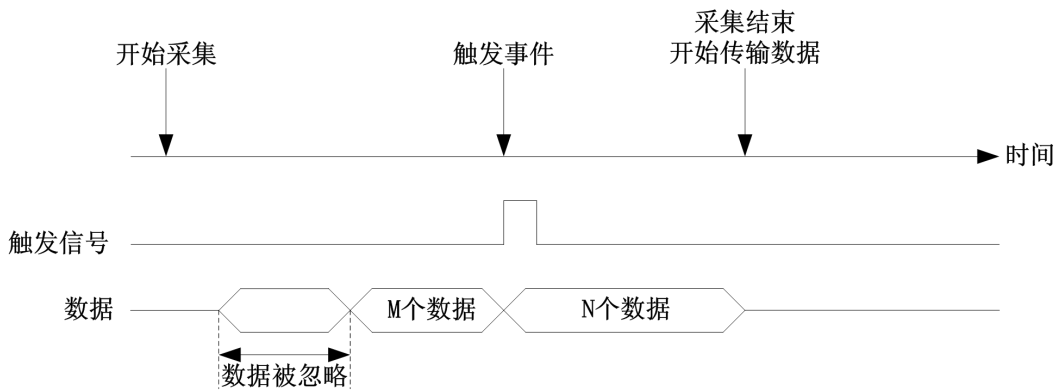 采集结束
开始采集
触发事件
开始传输数据
时间
触发信号
数据
M个数据
N个数据
数据被忽略